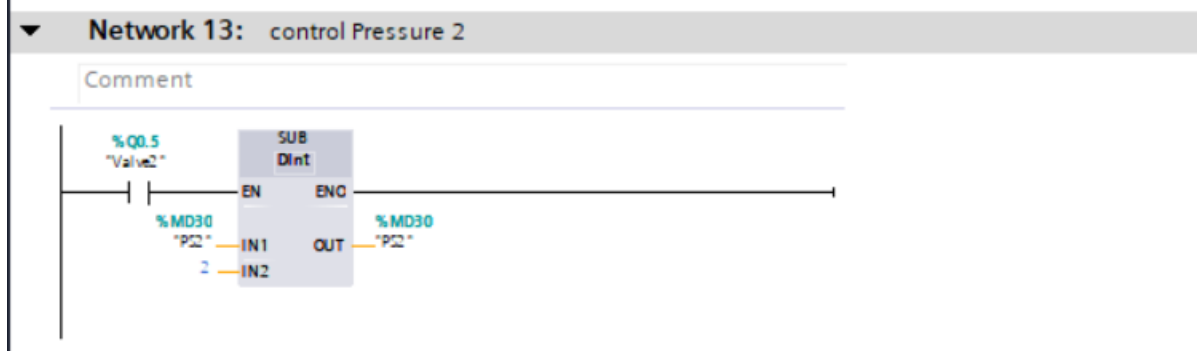 Network 13: control Pressure 2
Comment
%Q0.5
"Valve2"
SUB
DInt
EN ENO
%MD30
"PS2"
IN1
%MD30
"PS2"
OUT
2
IN2